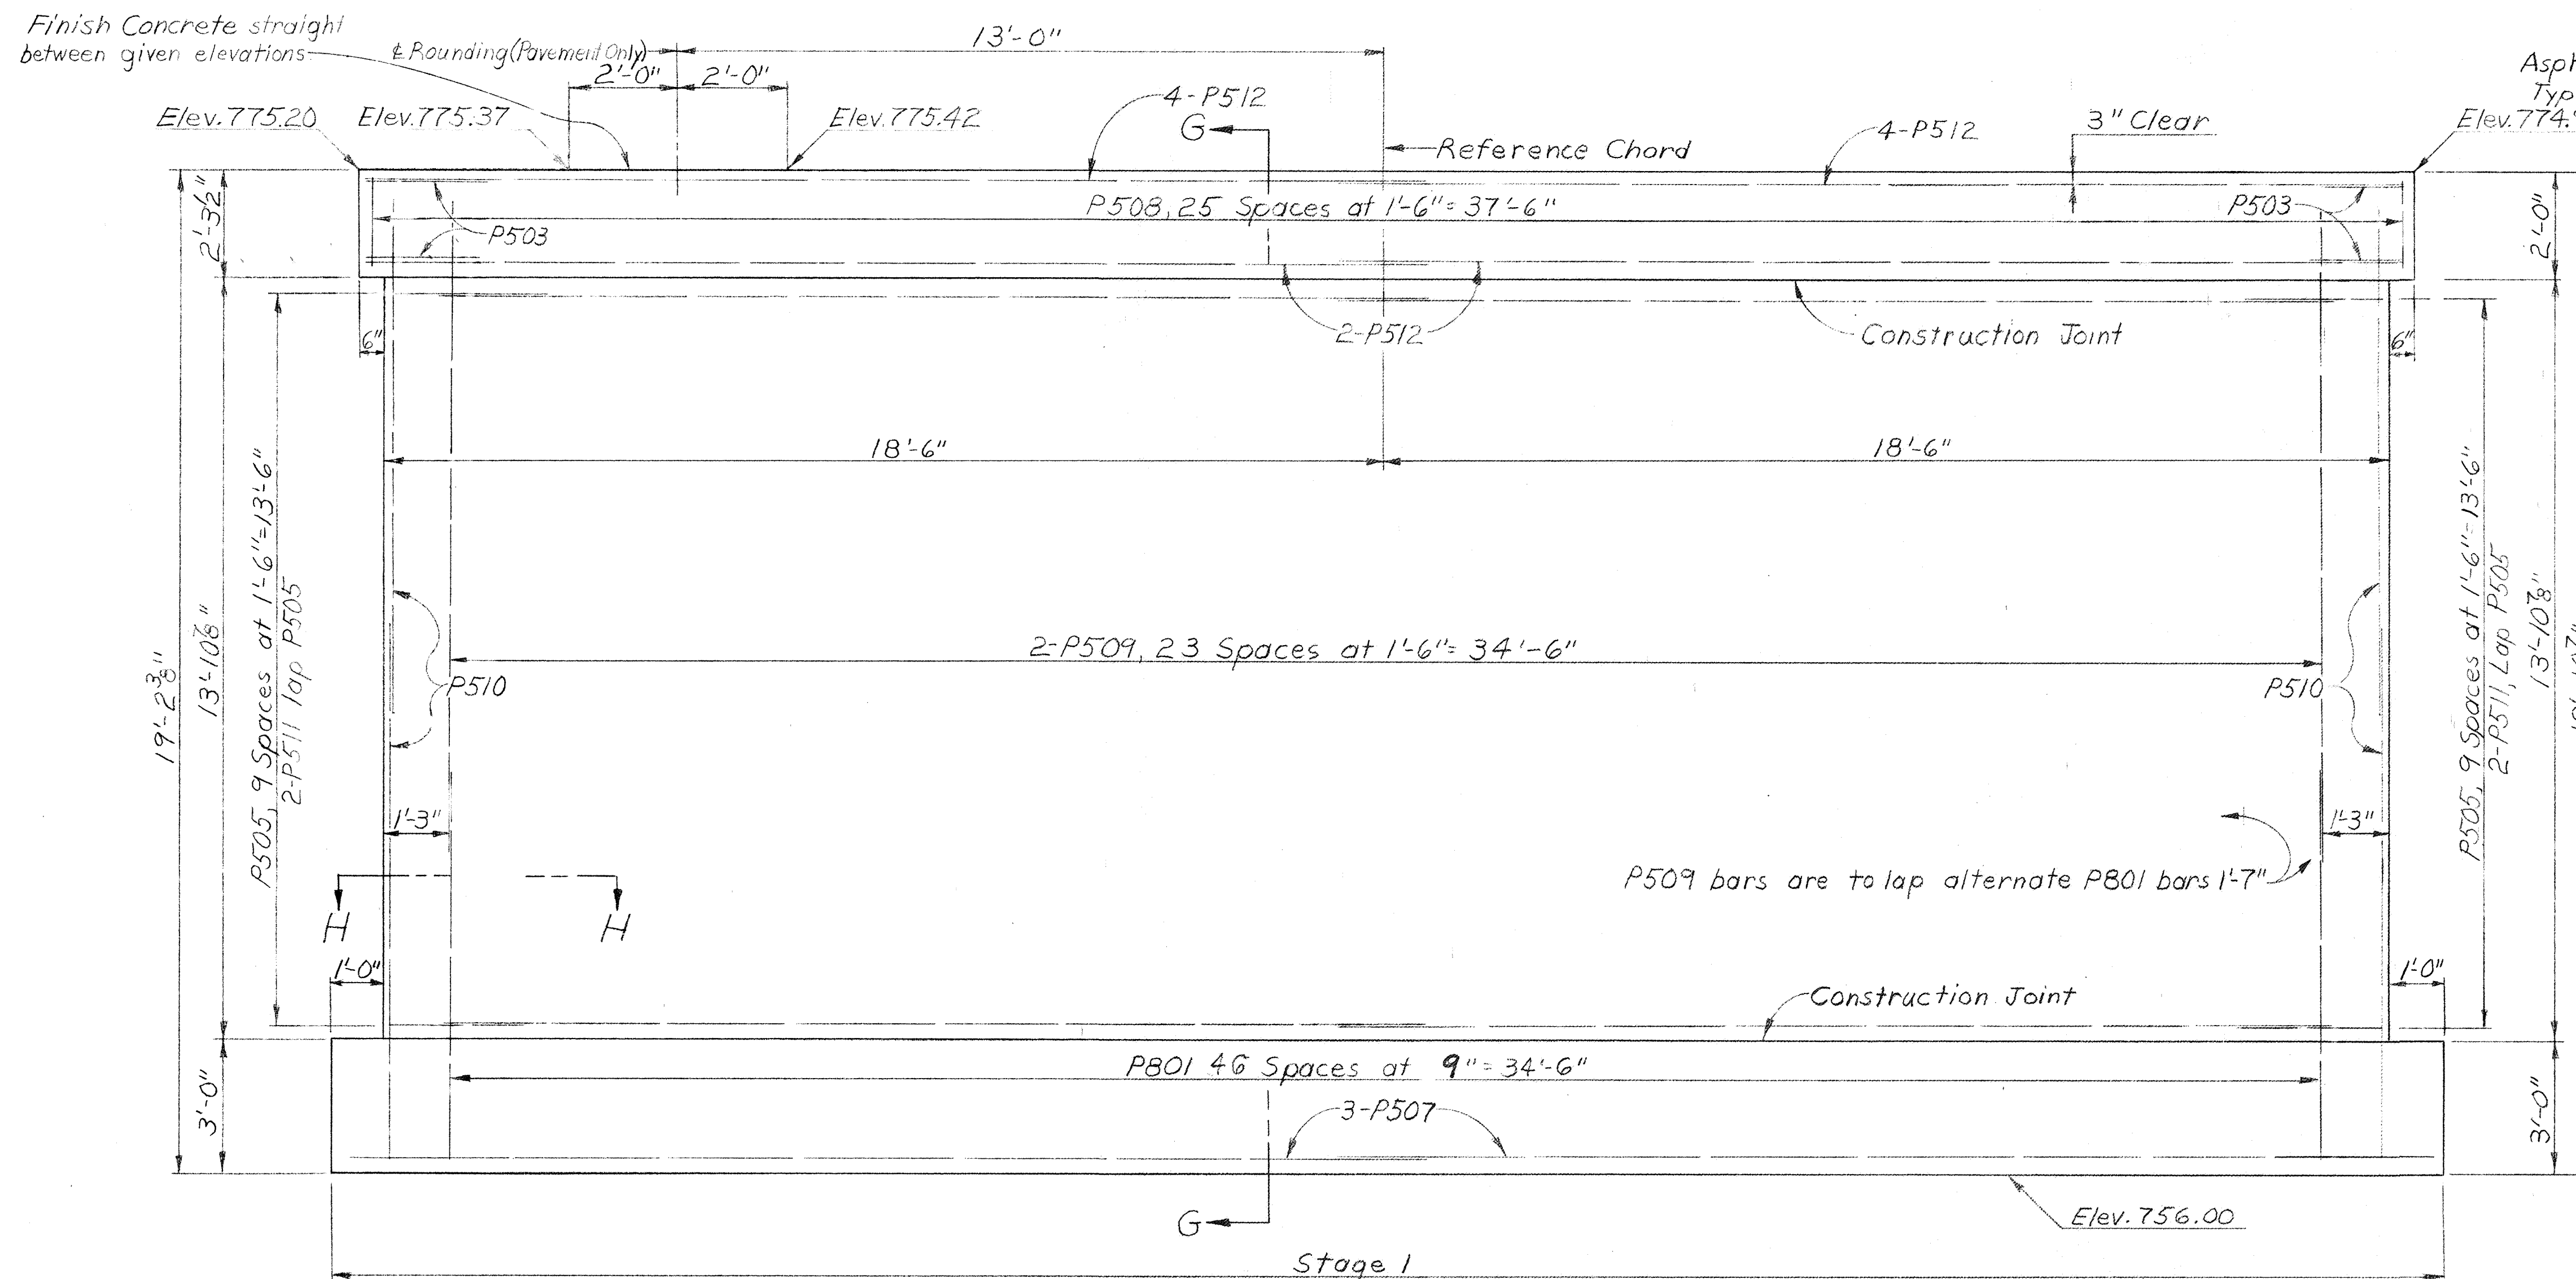 Finish Concrete straight
between given elevations
℄ Rounding (Pavement Only)
13'-0"
2'-0" 2'-0"
Elev. 775.20 Elev. 775.37 Elev. 775.42
4-P512
G
Reference Chord
4-P512
3" Clear
Asph
Typ
Elev. 774.
2'-3½"
P508, 25 Spaces at 1'-6" = 37'-6"
P503
P503
2'-0"
6"
2-P512
Construction Joint
6"
18'-6" 18'-6"
19'-2⅜"
13'-10⅞"
P505, 9 Spaces at 1'-6"=13'-6"
2-P511 lap P505
2-P509, 23 Spaces at 1'-6"= 34'-6"
P510
P510
P505, 9 Spaces at 1'-6"=13'-6"
2-P511, Lap P505
13'-10⅞"
1'-3"
1'-3"
P509 bars are to lap alternate P801 bars 1'-7"
H H
1'-0"
1'-0"
Construction Joint
P801 46 Spaces at 9" = 34'-6"
3'-0"
3-P507
3'-0"
G
Elev. 756.00
Stage 1